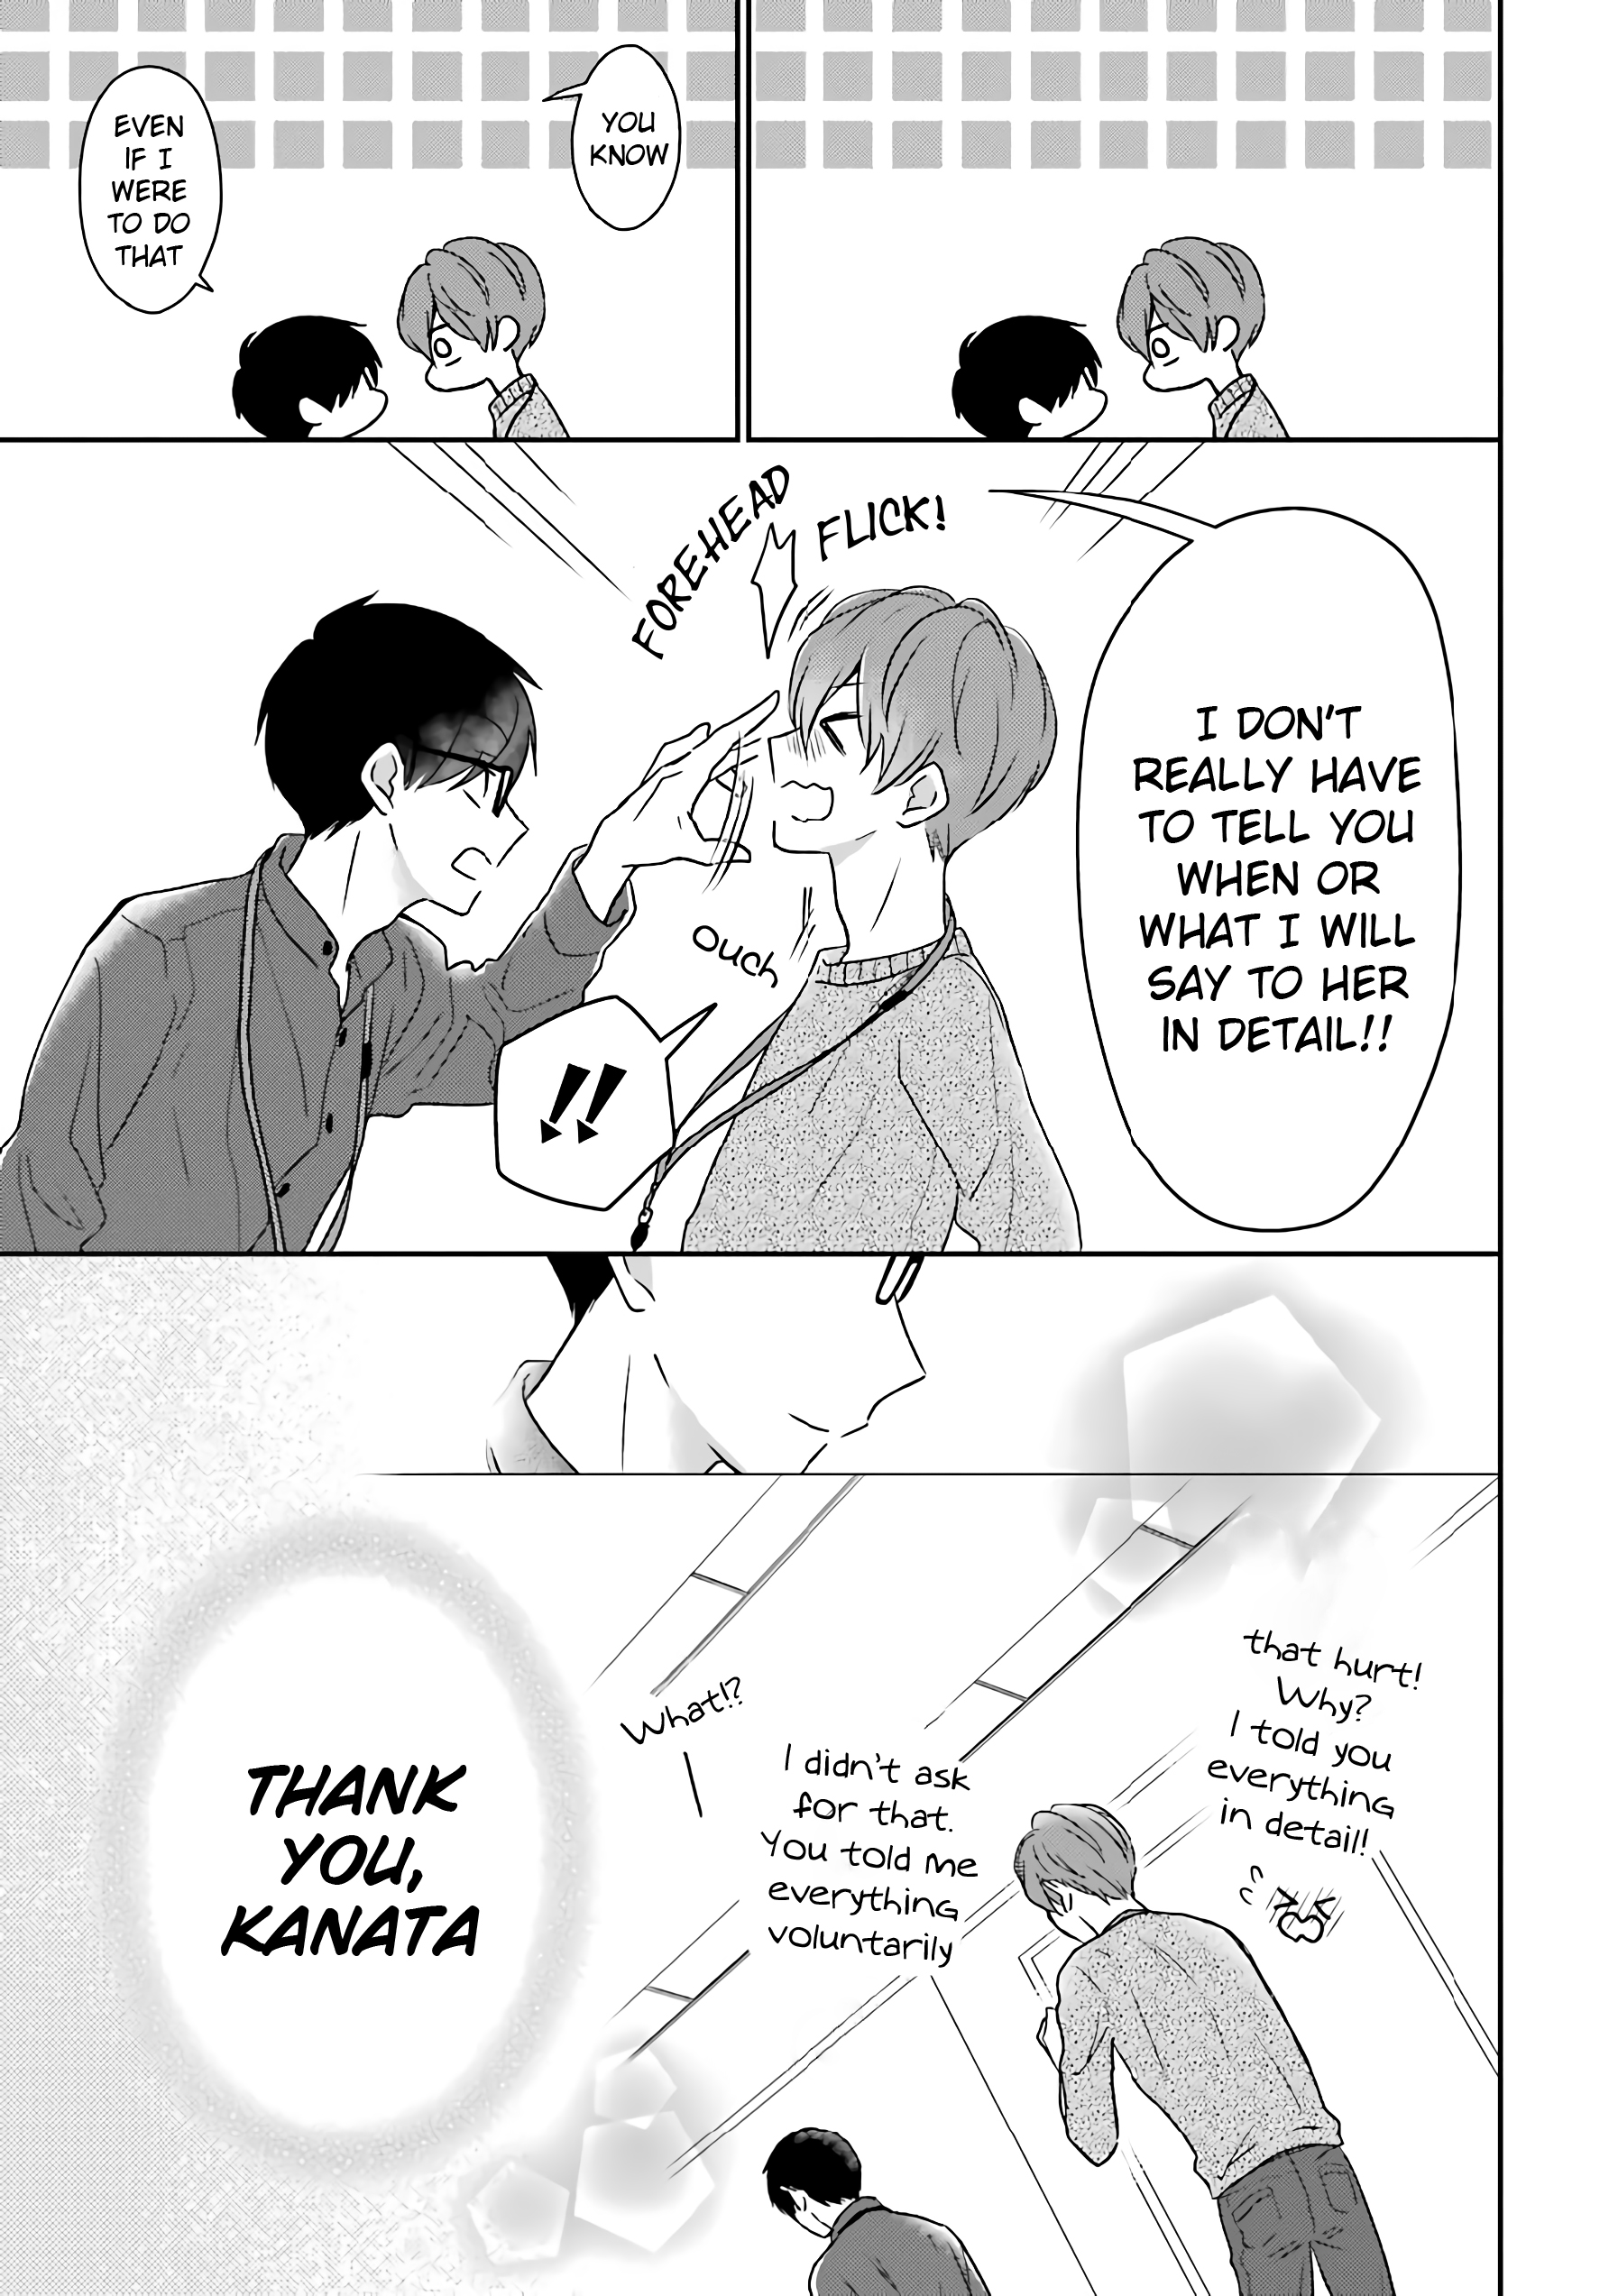 YOU
KNOW
EVEN
IF I
WERE
TO DO
THAT
I DON'T
REALLY HAVE
TO TELL YOU
WHEN OR
WHAT I WILL
SAY TO HER
IN DETAIL!!
FOREHEAD
FLICK!
ouch
!!
that hurt!
Why?
I told you
everything
in detail!
I didn't ask
for that.
You told me
everything
voluntarily
What!?
THANK
YOU,
KANATA